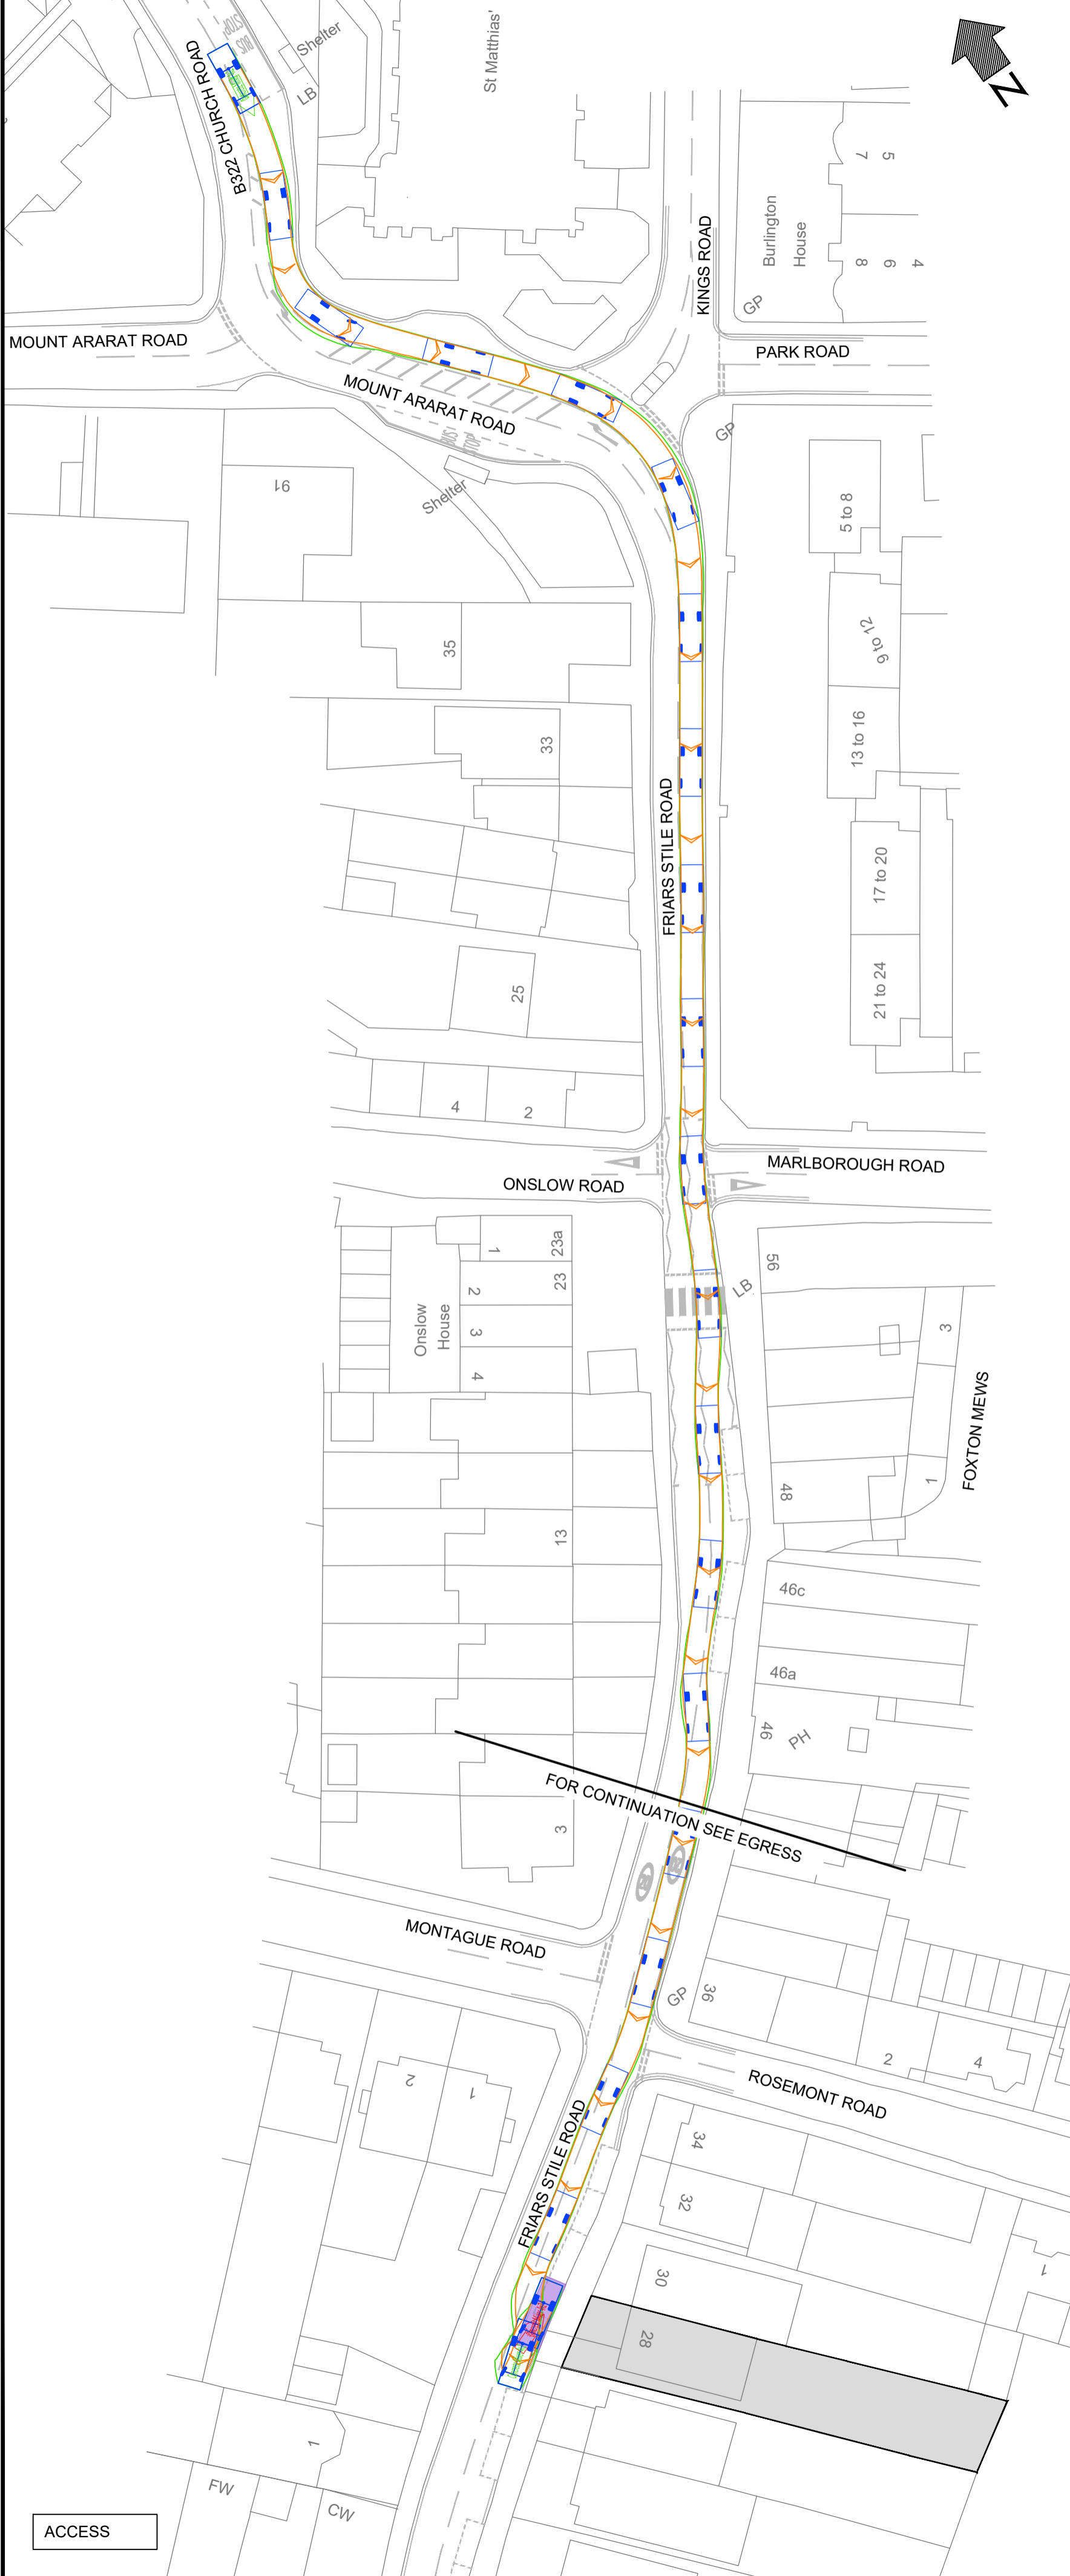 BUS
STOP
Shelter
LB
St Matthias'
B322 CHURCH ROAD
N
7
5
Burlington
House
8
6
4
KINGS ROAD
GP
MOUNT ARARAT ROAD
PARK ROAD
MOUNT ARARAT ROAD
GP
BUS
STOP
Shelter
91
5 to 8
35
9 to 12
33
13 to 16
FRIARS STILE ROAD
17 to 20
25
21 to 24
4
2
ONSLOW ROAD
MARLBOROUGH ROAD
1
23a
23
2
3
4
Onslow
House
56
LB
3
FOXTON MEWS
1
48
13
46c
46a
46
PH
3
FOR CONTINUATION SEE EGRESS
MONTAGUE ROAD
GP
36
2
4
ROSEMONT ROAD
2
1
FRIARS STILE ROAD
34
32
30
28
1
1
FW
CW
ACCESS